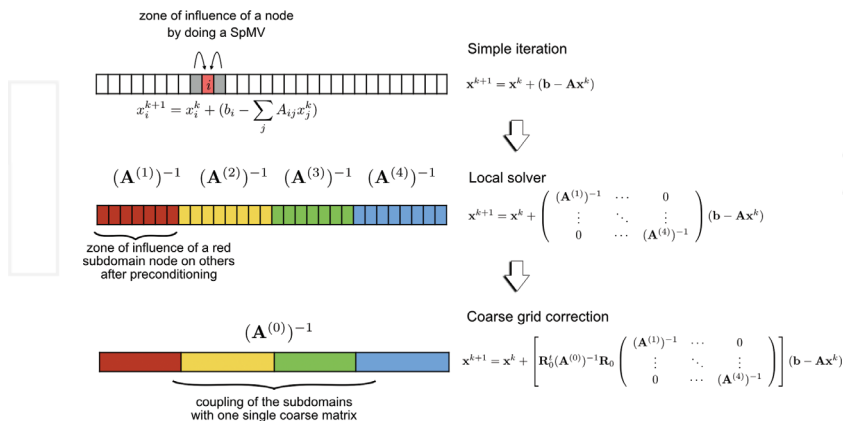 zone of influence of a node
by doing a SpMV
i
x_i^{k+1} = x_i^k + (b_i − ∑_j A_{ij} x_j^k)
Simple iteration
𝐱^{k+1} = 𝐱^k + (𝐛 − 𝐀𝐱^k)
(𝐀^{(1)})^{−1} (𝐀^{(2)})^{−1} (𝐀^{(3)})^{−1} (𝐀^{(4)})^{−1}
zone of influence of a red
subdomain node on others
after preconditioning
Local solver
(𝐀^{(1)})^{−1} ⋯ 0
𝐱^{k+1} = 𝐱^k + ( ⋮ ⋱ ⋮ ) (𝐛 − 𝐀𝐱^k)
0 ⋯ (𝐀^{(4)})^{−1}
(𝐀^{(0)})^{−1}
coupling of the subdomains
with one single coarse matrix
Coarse grid correction
(𝐀^{(1)})^{−1} ⋯ 0
𝐱^{k+1} = 𝐱^k + [𝐑_0^t(𝐀^{(0)})^{−1}𝐑_0 ( ⋮ ⋱ ⋮ )] (𝐛 − 𝐀𝐱^k)
0 ⋯ (𝐀^{(4)})^{−1}